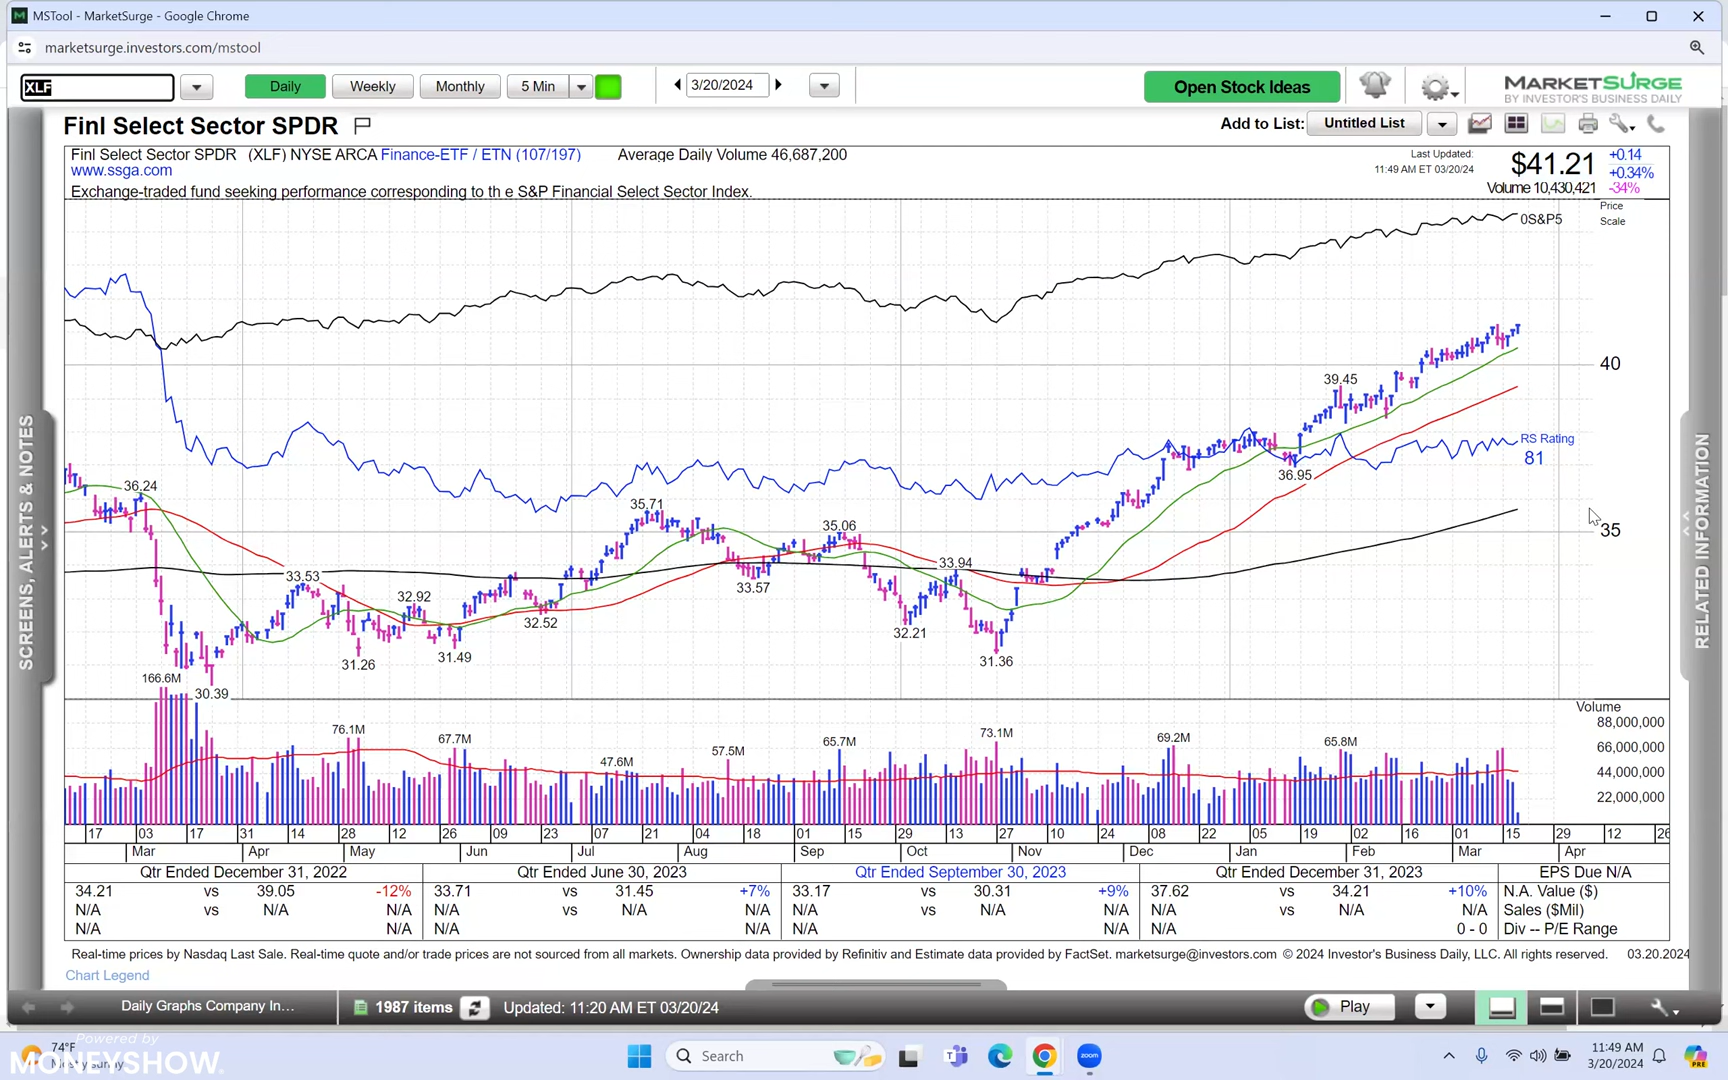 MSTool - MarketSurge - Google Chrome
marketsurge.investors.com/mstool
XLF
Daily
Weekly
Monthly
5 Min
3/20/2024
Open Stock Ideas
MARKETSURGE
BY INVESTOR'S BUSINESS DAILY
Finl Select Sector SPDR
Add to List:
Untitled List
Finl Select Sector SPDR (XLF) NYSE ARCA Finance-ETF / ETN (107/197) Average Daily Volume 46,687,200
www.ssga.com
Exchange-traded fund seeking performance corresponding to th e S&P Financial Select Sector Index.
Last Updated:
11:49 AM ET 03/20/24
$41.21
+0.14
+0.34%
Volume 10,430,421 -34%
Price
Scale
0S&P5
40
39.45
RS Rating
81
36.95
36.24
35.71
35.06
35
33.94
33.53
33.57
32.92
32.52
32.21
31.26
31.49
31.36
30.39
166.6M
Volume
88,000,000
66,000,000
44,000,000
22,000,000
76.1M
67.7M
57.5M
47.6M
65.7M
73.1M
69.2M
65.8M
17 03 17 31 14 28 12 26 09 23 07 21 04 18 01 15 29 13 27 10 24 08 22 05 19 02 16 01 15 29 12 26
Mar Apr May Jun Jul Aug Sep Oct Nov Dec Jan Feb Mar Apr
Qtr Ended December 31, 2022 Qtr Ended June 30, 2023 Qtr Ended September 30, 2023 Qtr Ended December 31, 2023 EPS Due N/A
34.21 vs 39.05 -12% 33.71 vs 31.45 +7% 33.17 vs 30.31 +9% 37.62 vs 34.21 +10% N.A. Value ($)
N/A vs N/A N/A N/A vs N/A N/A N/A vs N/A N/A N/A vs N/A N/A Sales ($Mil)
N/A N/A N/A N/A N/A N/A N/A 0 - 0 Div -- P/E Range
Real-time prices by Nasdaq Last Sale. Real-time quote and/or trade prices are not sourced from all markets. Ownership data provided by Refinitiv and Estimate data provided by FactSet. marketsurge@investors.com © 2024 Investor's Business Daily, LLC. All rights reserved. 03.20.2024
Chart Legend
SCREENS, ALERTS & NOTES
RELATED INFORMATION
Daily Graphs Company In...
1987 items
Updated: 11:20 AM ET 03/20/24
Play
74°F
Mostly sunny
Powered by
MONEYSHOW.
Search
zoom
PRE
11:49 AM
3/20/2024